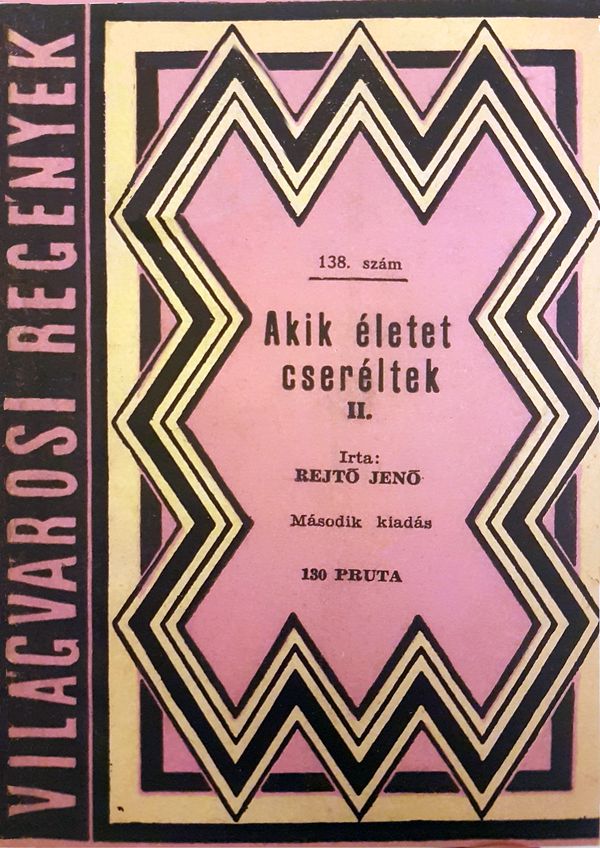 VILÁGVÁROSI REGÉNYEK
138. szám
Akik életet
cseréltek
II.
Irta:
REJTŐ JENŐ
Második kiadás
130 PRUTA